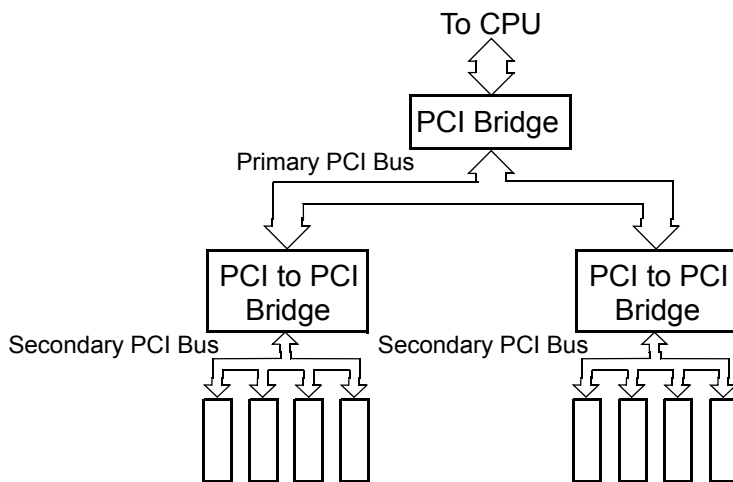 To CPU
PCI Bridge
Primary PCI Bus
PCI to PCI
Bridge
PCI to PCI
Bridge
Secondary PCI Bus
Secondary PCI Bus